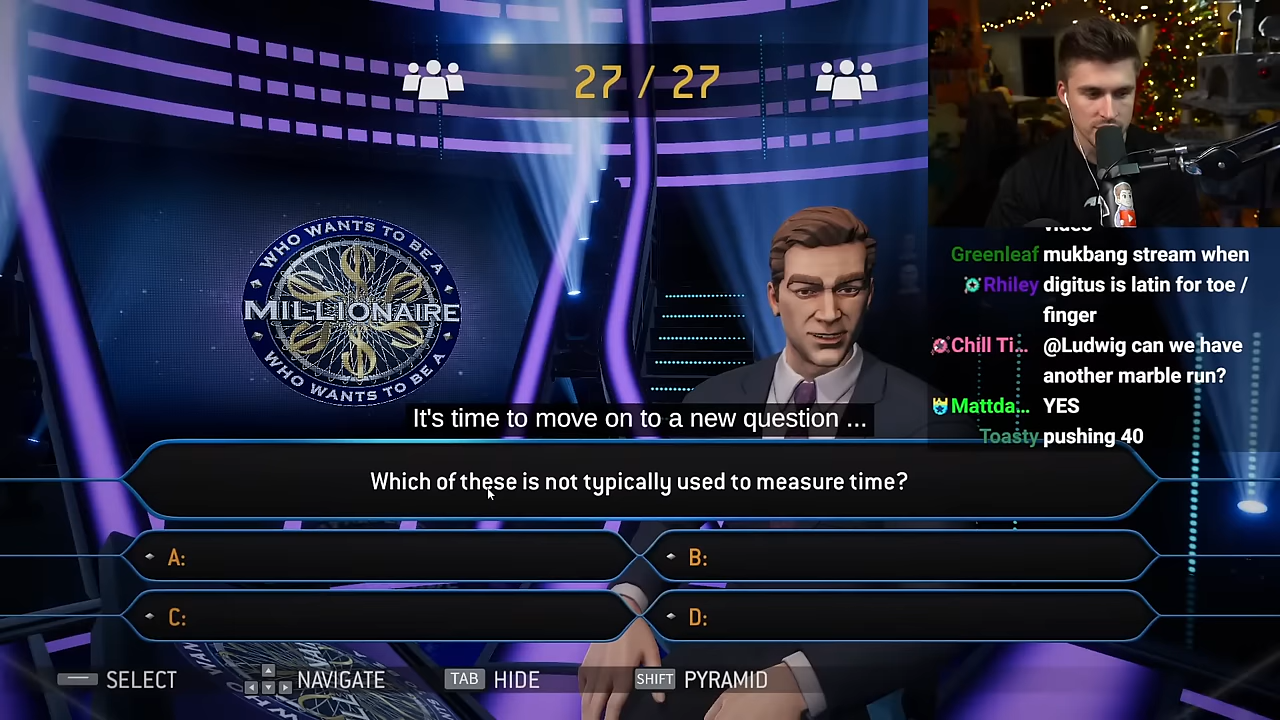 27 / 27
WHO WANTS TO BE A
MILLIONAIRE
WHO WANTS TO BE A
Greenleaf mukbang stream when
Rhiley digitus is latin for toe /
finger
Chill Ti... @Ludwig can we have
another marble run?
Mattda... YES
Toasty pushing 40
It's time to move on to a new question ...
Which of these is not typically used to measure time?
A:
B:
C:
D:
SELECT
NAVIGATE
TAB HIDE
SHIFT PYRAMID